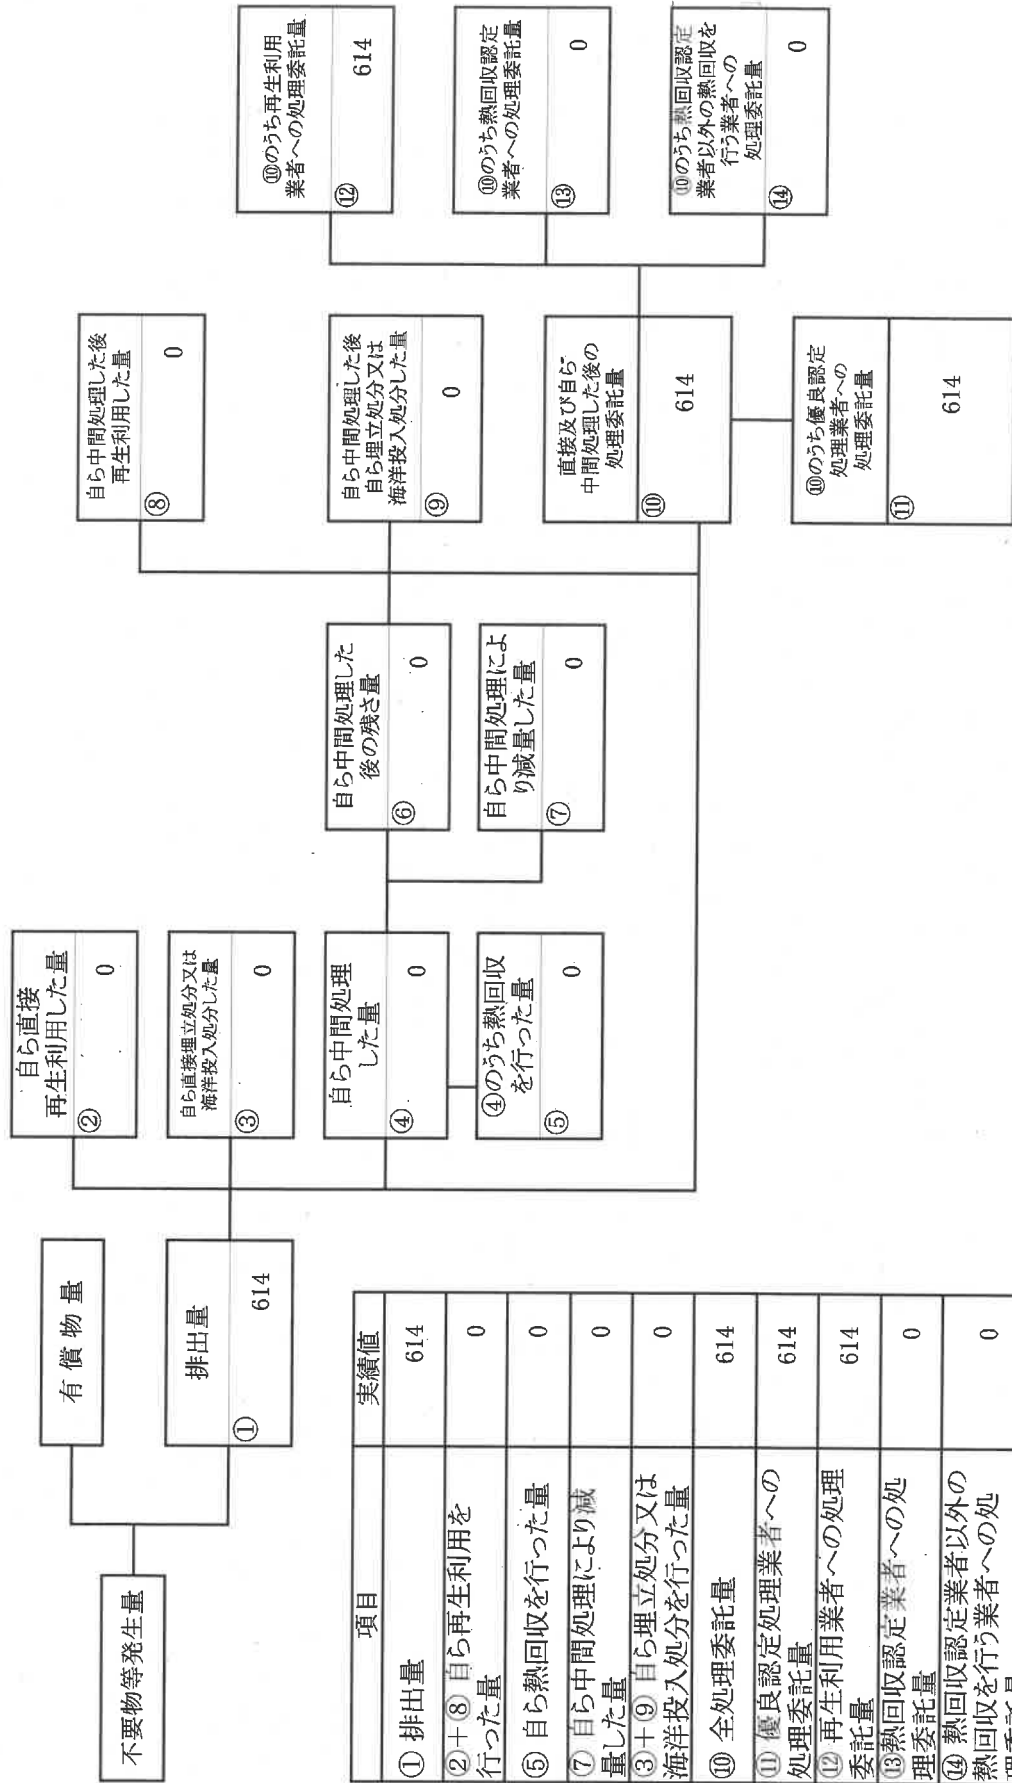 不要物等発生量
有 償 物 量
排出量
①
614
自ら直接
再生利用した量
②
0
自ら直接埋立処分又は
海洋投入処分した量
③
0
自ら中間処理
した量
④
0
④のうち熱回収
を行った量
⑤
0
自ら中間処理した
後の残さ量
⑥
0
自ら中間処理によ
り減量した量
⑦
0
自ら中間処理した後
再生利用した量
⑧
0
自ら中間処理した後
自ら埋立処分又は
海洋投入処分した量
⑨
0
直接及び自ら
中間処理した後の
処理委託量
⑩
614
⑩のうち優良認定
処理業者への
処理委託量
⑪
614
⑩のうち再生利用
業者への処理委託量
⑫
614
⑩のうち熱回収認定
業者への処理委託量
⑬
0
⑩のうち熱回収認定
業者以外の熱回収を
行う業者への
処理委託量
⑭
0
項目 実績値
① 排出量 614
②＋⑧ 自ら再生利用を
行った量 0
⑤ 自ら熱回収を行った量 0
⑦ 自ら中間処理により減
量した量 0
③＋⑨ 自ら埋立処分又は
海洋投入処分を行った量 0
⑩ 全処理委託量 614
⑪ 優良認定処理業者への
処理委託量 614
⑫ 再生利用業者への処理
委託量 614
⑬熱回収認定業者への処
理委託量 0
⑭ 熱回収認定業者以外の
熱回収を行う業者への処 0
理委託量